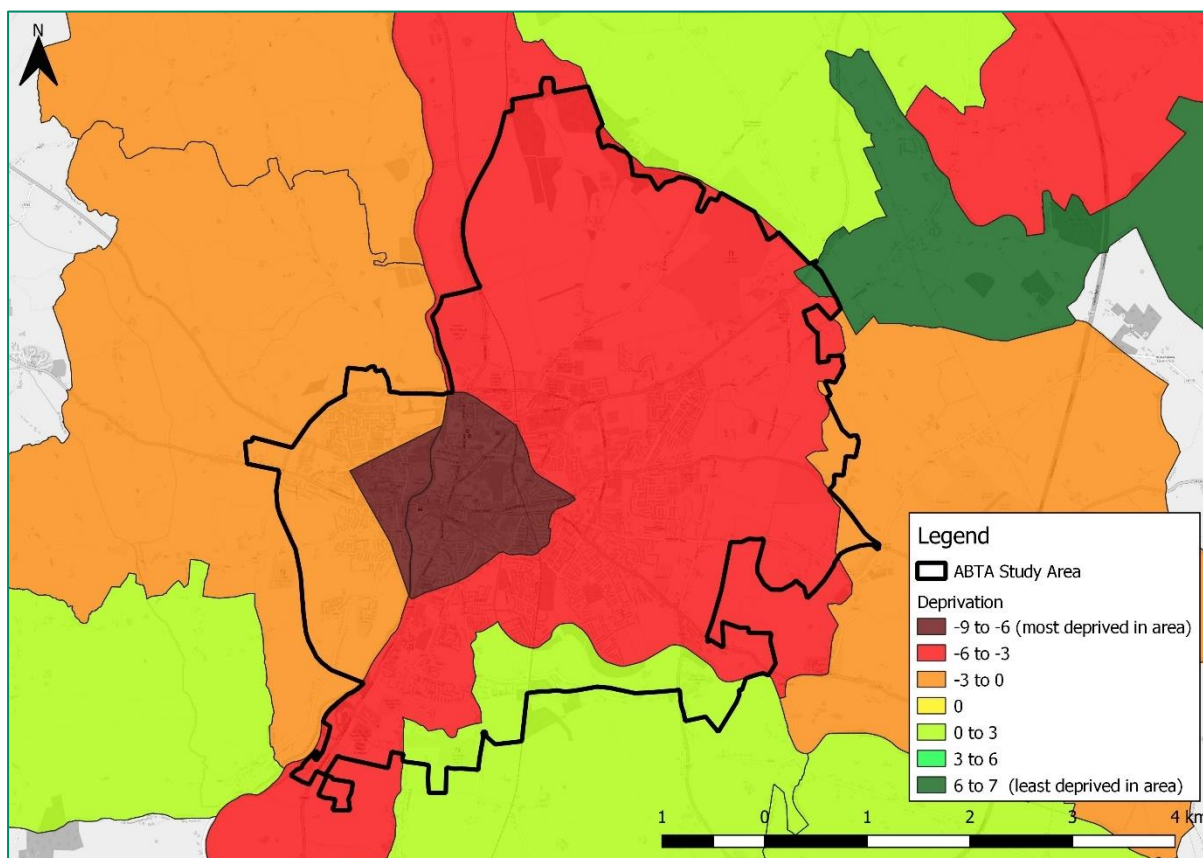 N
Legend
ABTA Study Area
Deprivation
-9 to -6 (most deprived in area)
-6 to -3
-3 to 0
0
0 to 3
3 to 6
6 to 7 (least deprived in area)
1 0 1 2 3 4 km